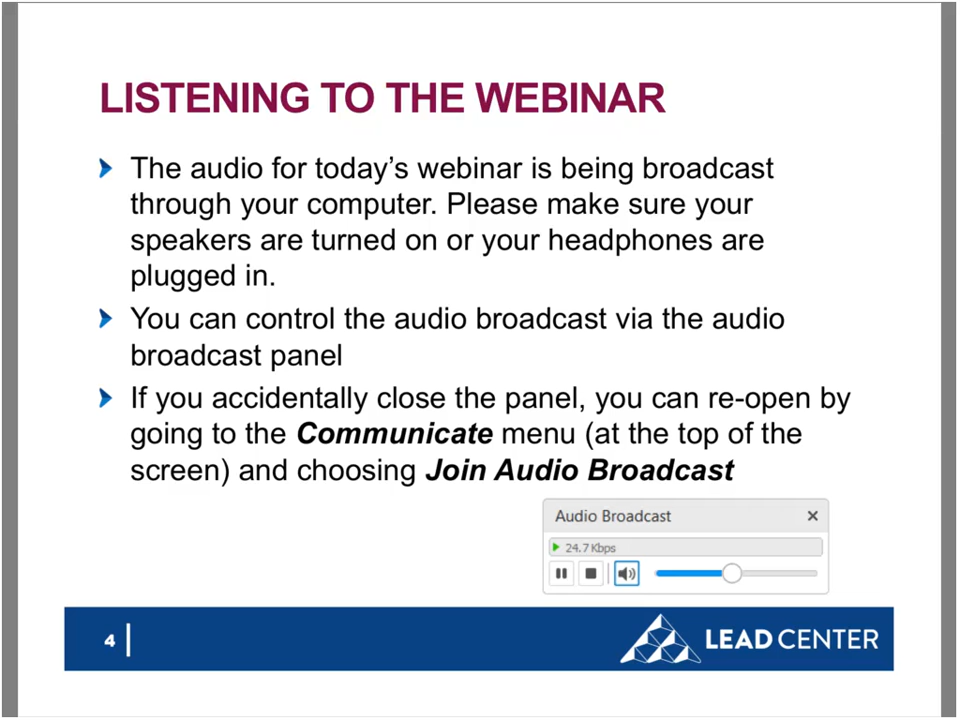 LISTENING TO THE WEBINAR
The audio for today’s webinar is being broadcast
through your computer. Please make sure your
speakers are turned on or your headphones are
plugged in.
You can control the audio broadcast via the audio
broadcast panel
If you accidentally close the panel, you can re-open by
going to the Communicate menu (at the top of the
screen) and choosing Join Audio Broadcast
Audio Broadcast
24.7 Kbps
4
LEAD CENTER